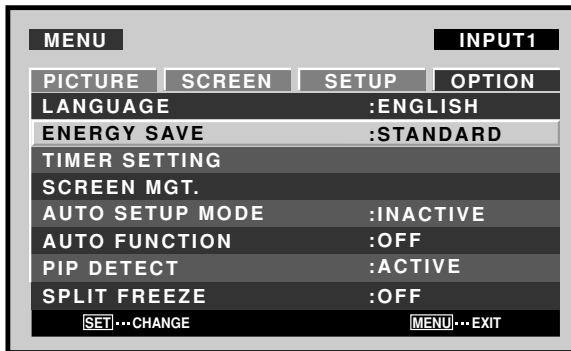 MENU INPUT1
PICTURE SCREEN SETUP OPTION
LANGUAGE :ENGLISH
ENERGY SAVE :STANDARD
TIMER SETTING
SCREEN MGT.
AUTO SETUP MODE :INACTIVE
AUTO FUNCTION :OFF
PIP DETECT :ACTIVE
SPLIT FREEZE :OFF
SET···CHANGE MENU···EXIT